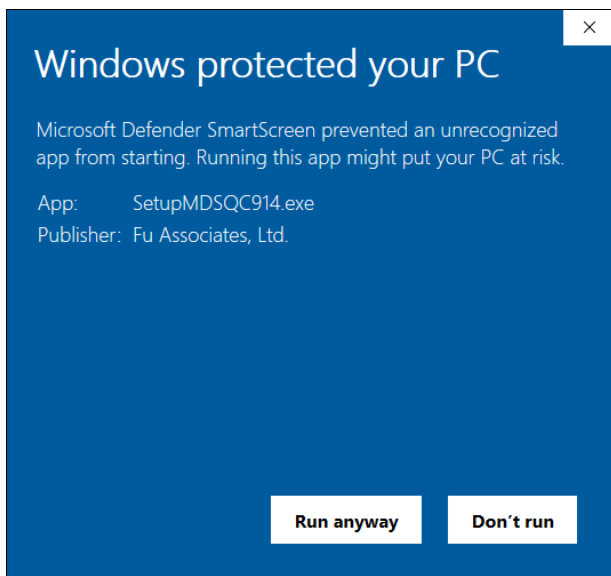 Windows protected your PC
Microsoft Defender SmartScreen prevented an unrecognized
app from starting. Running this app might put your PC at risk.
App: SetupMDSQC914.exe
Publisher: Fu Associates, Ltd.
Run anyway Don't run